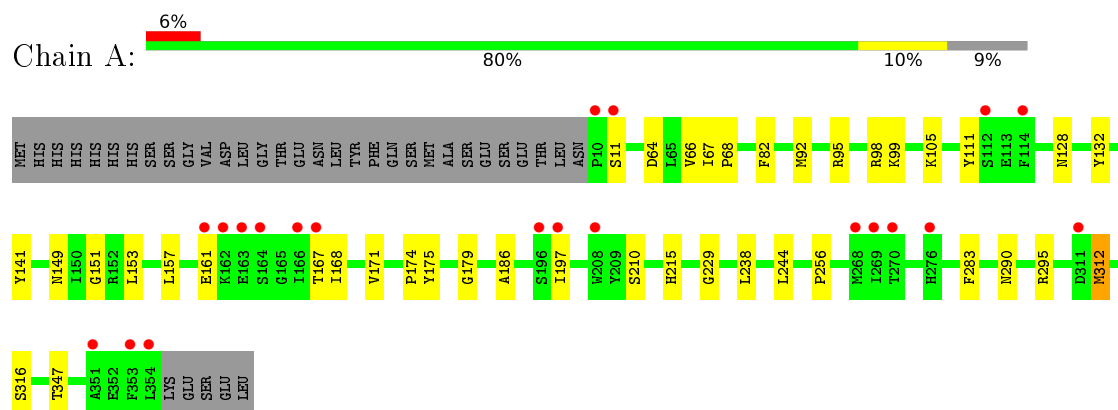 6%
Chain A:
80% 10% 9%
MET HIS HIS HIS HIS HIS HIS SER SER GLY VAL ASP LEU GLY THR GLU ASN LEU TYR PHE GLN SER MET ALA SER GLU SER GLU THR LEU ASN P10 S11 D64 L65 V66 I67 P68 F82 M92 R95 R98 K99 K105 Y111 S112 E113 F114 N128 Y132
Y141 N149 I150 G151 R152 L153 L157 E161 K162 E163 S164 G165 I166 T167 I168 V171 P174 Y175 G179 A186 S196 I197 W208 Y209 S210 H215 G229 L238 L244 P256 M268 I269 T270 H276 F283 N290 R295 D311 M312
S316 T347 A351 E352 F353 L354 LYS GLU SER GLU LEU